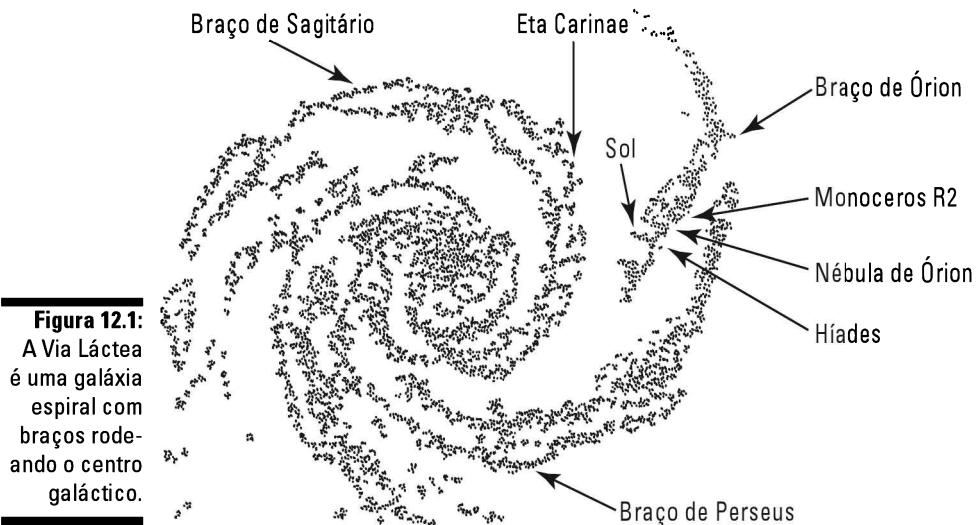 Braço de Sagitário
Eta Carinae
Braço de Órion
Sol
Monoceros R2
Nébula de Órion
Híades
Figura 12.1:
A Via Láctea
é uma galáxia
espiral com
braços rode-
ando o centro
galáctico.
Braço de Perseus